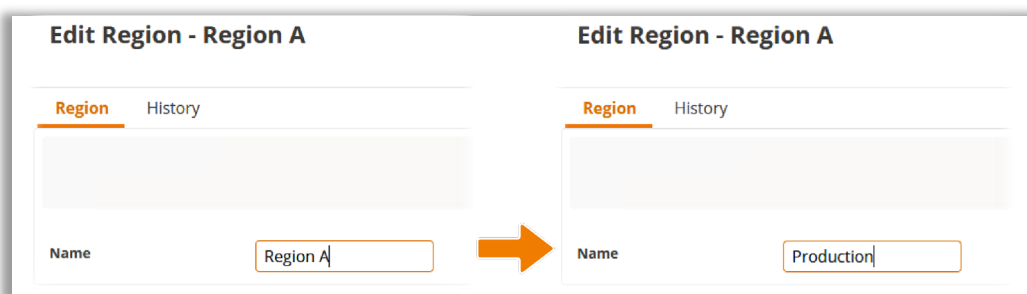 Edit Region - Region A
Region History
Name Region A
Edit Region - Region A
Region History
Name Production